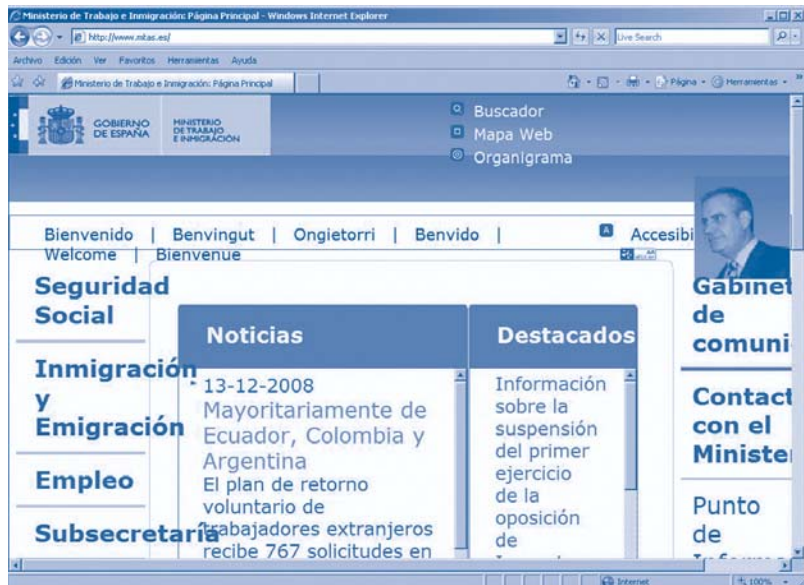 Ministerio de Trabajo e Inmigración: Página Principal - Windows Internet Explorer
http://www.mtas.es/
Live Search
Archivo Edición Ver Favoritos Herramientas Ayuda
Ministerio de Trabajo e Inmigración: Página Principal
Página Herramientas
GOBIERNO
DE ESPAÑA
MINISTERIO
DE TRABAJO
E INMIGRACIÓN
Buscador
Mapa Web
Organigrama
Bienvenido | Benvingut | Ongietorri | Benvido |
Welcome | Bienvenue
A Accesibi
Seguridad
Social
Inmigración
y
Emigración
Empleo
Subsecretaría
Noticias
13-12-2008
Mayoritariamente de
Ecuador, Colombia y
Argentina
El plan de retorno
voluntario de
trabajadores extranjeros
recibe 767 solicitudes en
Destacados
Información
sobre la
suspensión
del primer
ejercicio
de la
oposición
de
Gabinet
de
comuni
Contact
con el
Ministe
Punto
de
Internet
100%